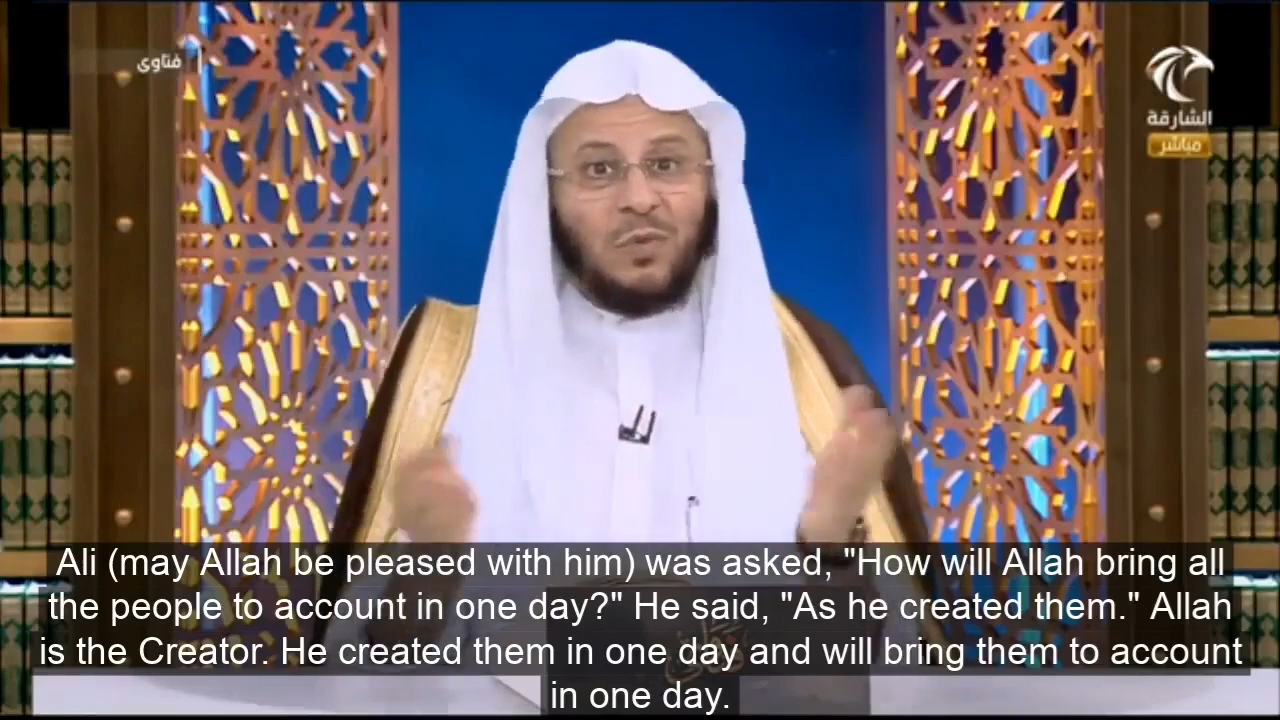 فتاوى
الشارقة
مباشر
Ali (may Allah be pleased with him) was asked, "How will Allah bring all
the people to account in one day?" He said, "As he created them." Allah
is the Creator. He created them in one day and will bring them to account
in one day.